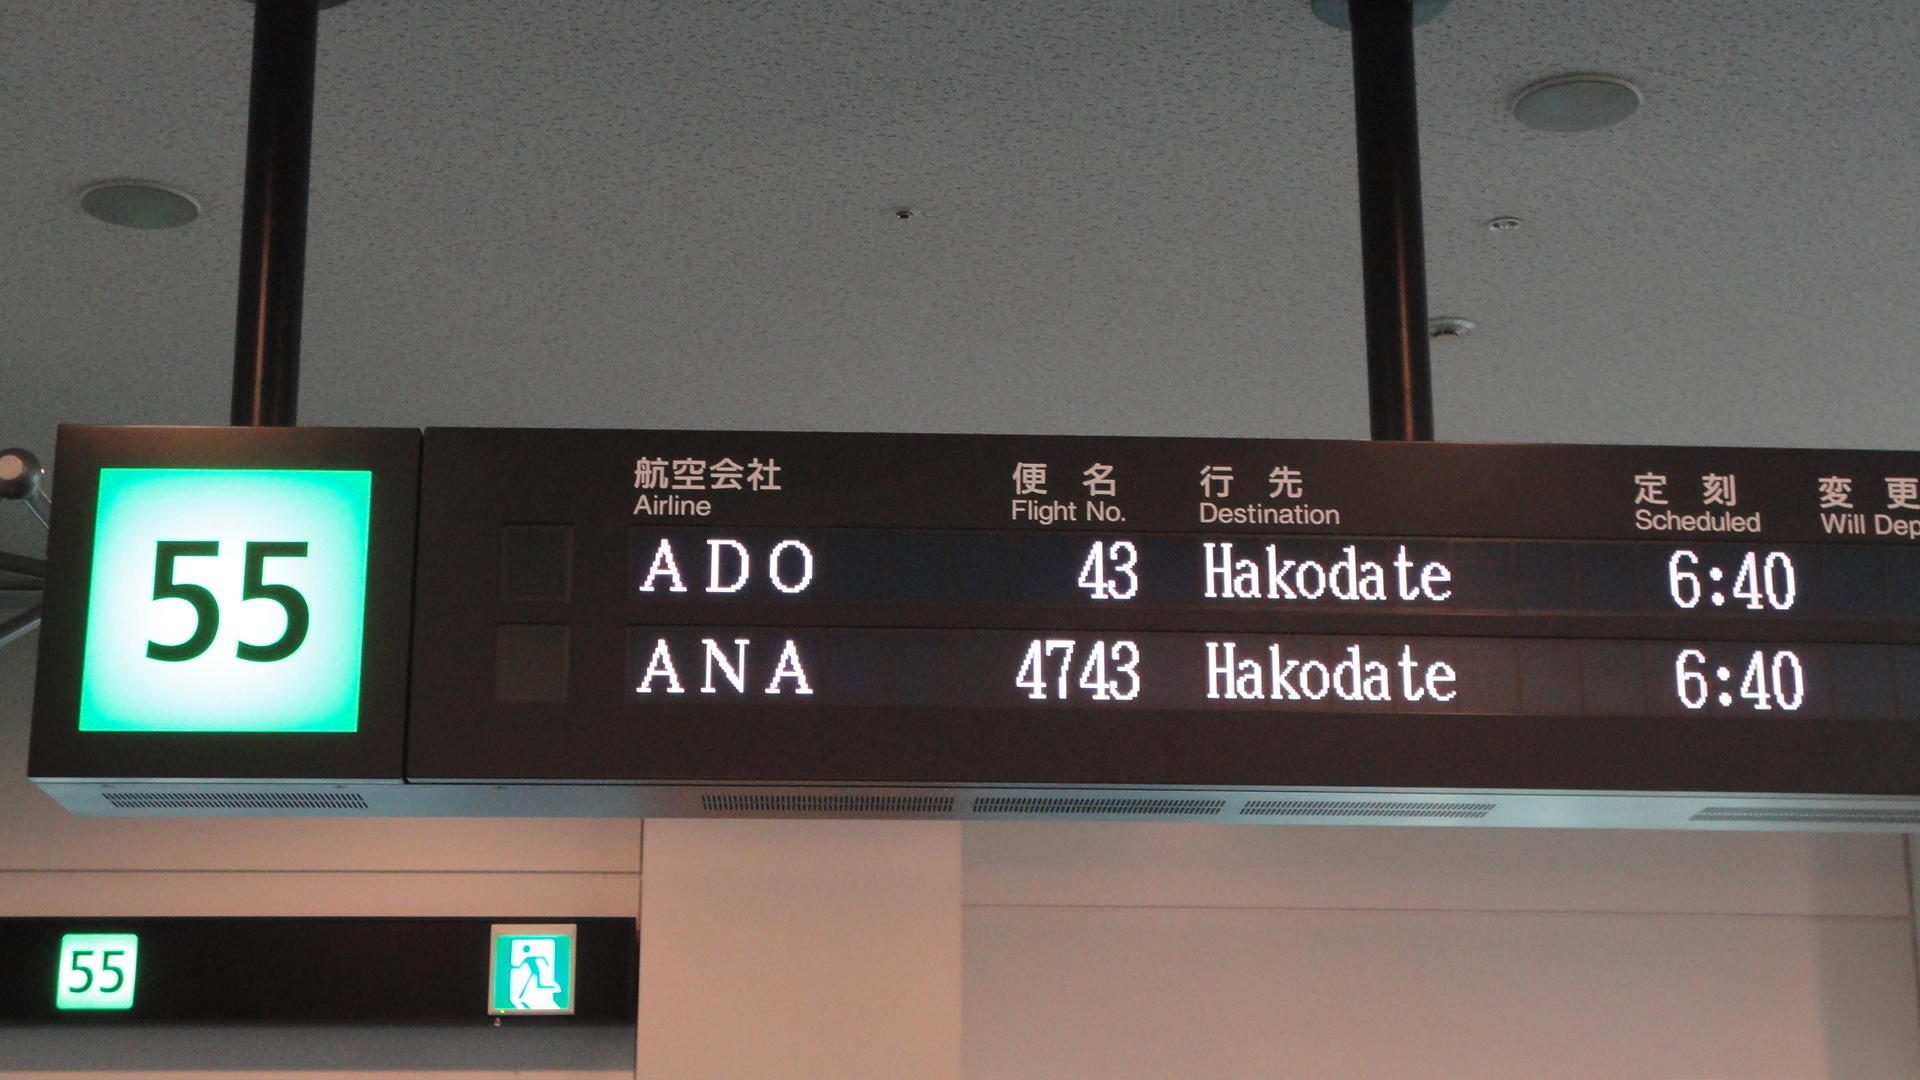 55
航空会社 便名 行先 定刻 変更
Airline Flight No. Destination Scheduled Will Dep
ADO 43 Hakodate 6:40
ANA 4743 Hakodate 6:40
55